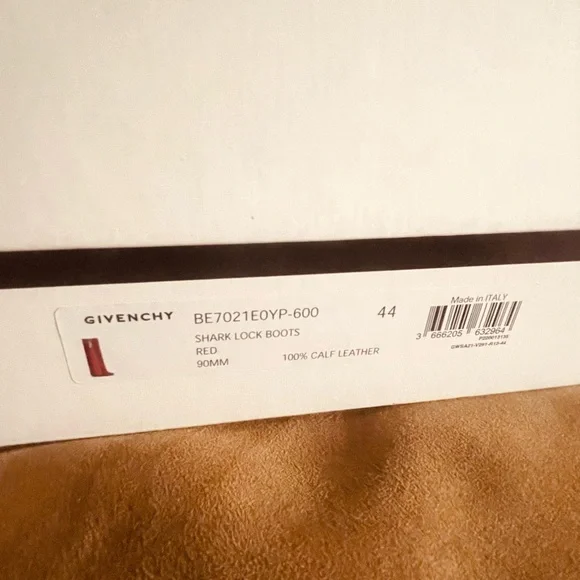 GIVENCHY
BE7021E0YP-600
44
SHARK LOCK BOOTS
RED
90MM
100% CALF LEATHER
Made in ITALY
3 666205 632964